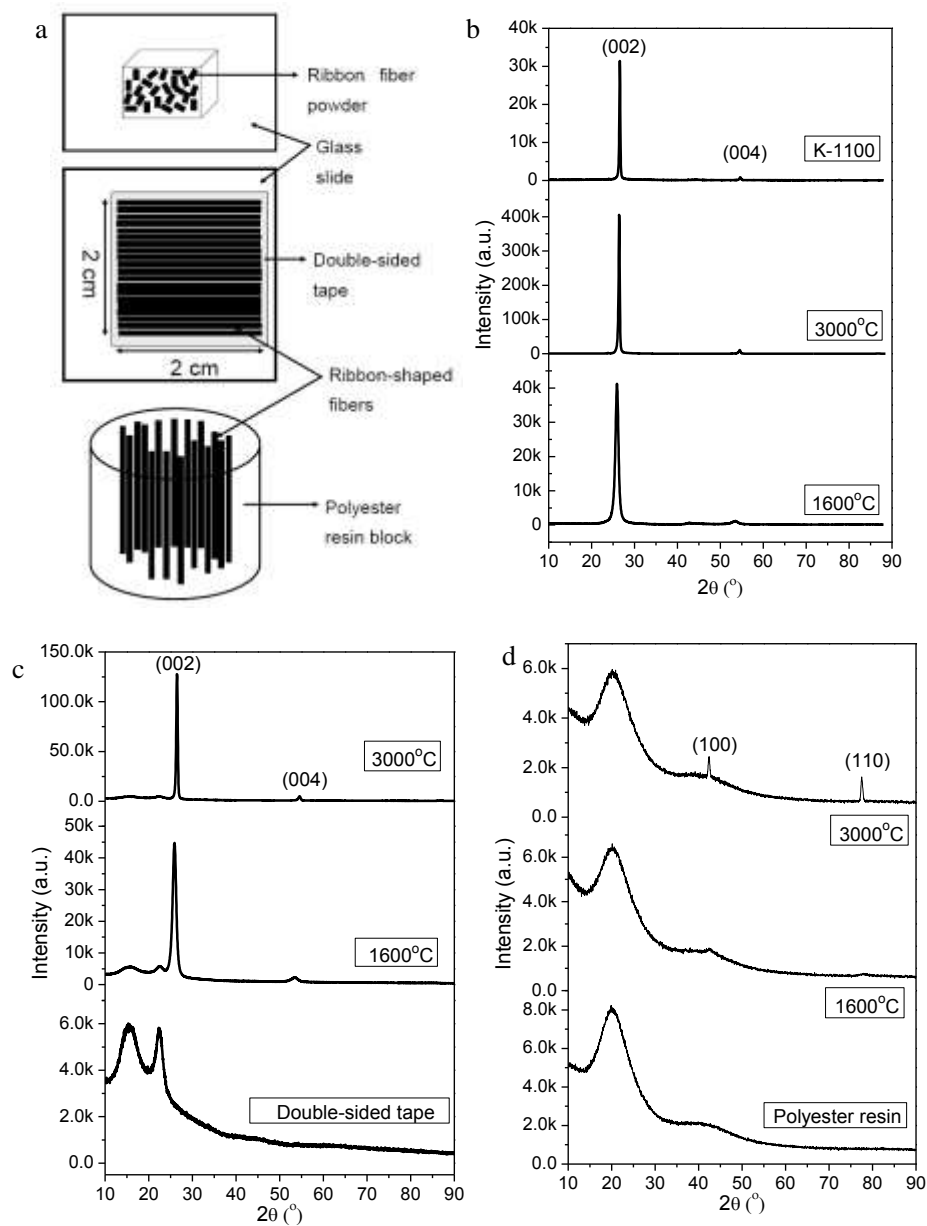 a
Ribbon fiber
powder
Glass
slide
Double-sided
tape
2 cm
2 cm
Ribbon-shaped
fibers
Polyester
resin block
b
40k
(002)
30k
20k
(004)
K-1100
10k
0
400k
300k
200k
3000°C
100k
0
50k
40k
30k
20k
10k
1600°C
0
10 20 30 40 50 60 70 80 90
2θ (°)
Intensity (a.u.)
c
150.0k
(002)
100.0k
3000°C
50.0k
(004)
0.0
50k
40k
30k
20k
1600°C
10k
0
6.0k
4.0k
2.0k
Double-sided tape
0.0
10 20 30 40 50 60 70 80 90
2θ (°)
Intensity (a.u.)
d
6.0k
4.0k
(100)
(110)
2.0k
0.0
3000°C
6.0k
4.0k
2.0k
0.0
1600°C
8.0k
6.0k
4.0k
Polyester resin
2.0k
0.0
10 20 30 40 50 60 70 80 90
2θ (°)
Intensity (a.u.)